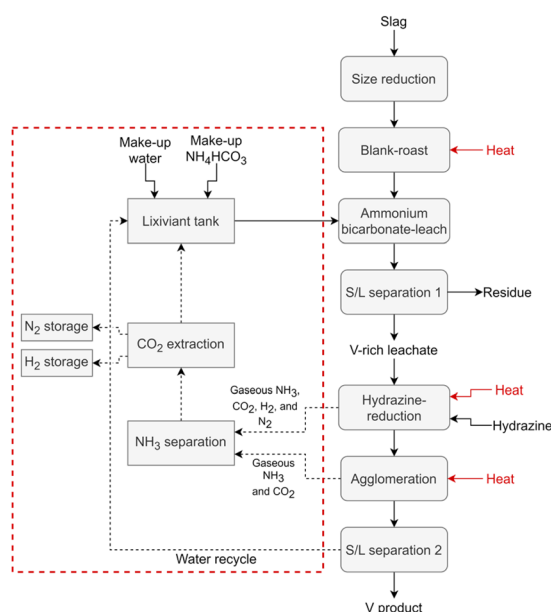 Slag
Size reduction
Make-up
water
Make-up
NH4HCO3
Blank-roast
Heat
Lixiviant tank
Ammonium
bicarbonate-leach
S/L separation 1
Residue
N2 storage
H2 storage
CO2 extraction
V-rich leachate
Gaseous NH3,
CO2, H2, and
N2
Hydrazine-
reduction
Heat
Hydrazine
NH3 separation
Gaseous
NH3
and CO2
Agglomeration
Heat
Water recycle
S/L separation 2
V product